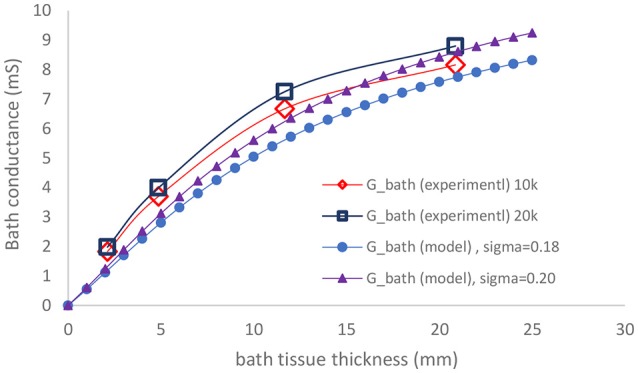 10
9
8
7
6
5
4
3
2
1
0
Bath conductance (mS)
G_bath (experimentl) 10k
G_bath (experimentl) 20k
G_bath (model) , sigma=0.18
G_bath (model), sigma=0.20
0 5 10 15 20 25 30
bath tissue thickness (mm)